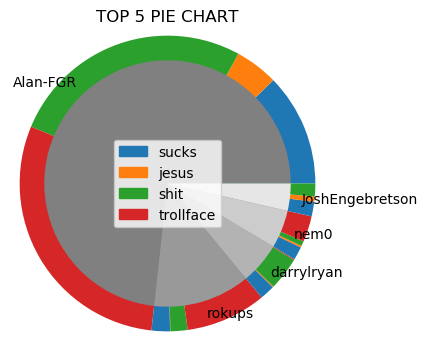 TOP 5 PIE CHART
Alan-FGR
sucks
jesus
shit
trollface
JoshEngebretson
nem0
darrylryan
rokups